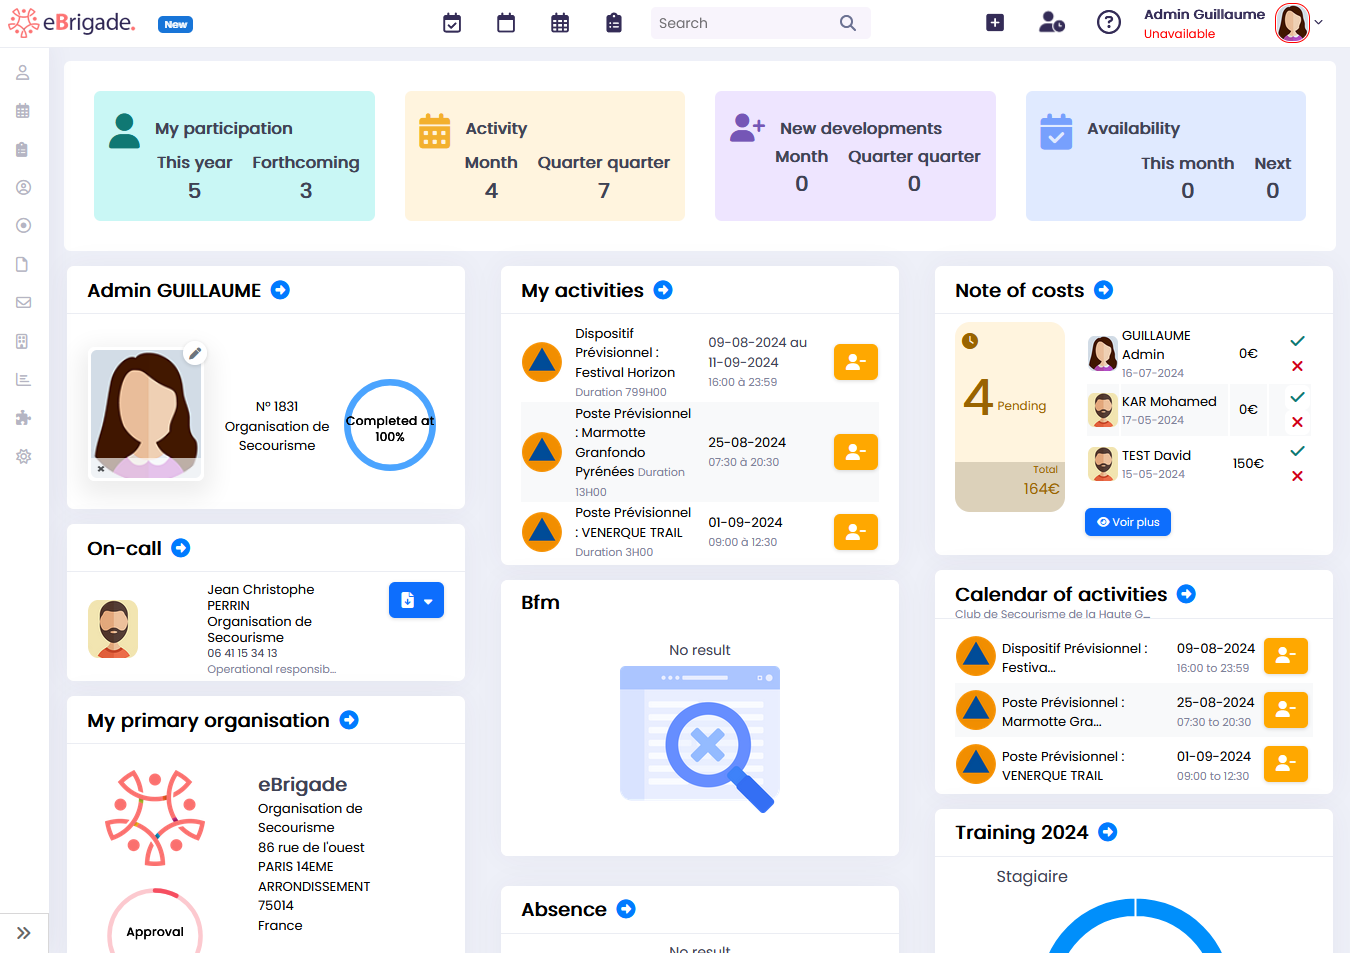 eBrigade.
New
Search
Admin Guillaume
Unavailable
My participation
This year Forthcoming
5 3
Activity
Month Quarter quarter
4 7
New developments
Month Quarter quarter
0 0
Availability
This month Next
0 0
Admin GUILLAUME
N° 1831
Organisation de
Secourisme
Completed at
100%
On-call
Jean Christophe
PERRIN
Organisation de
Secourisme
06 41 15 34 13
Operational responsib...
My primary organisation
eBrigade
Organisation de
Secourisme
86 rue de l'ouest
PARIS 14EME
ARRONDISSEMENT
75014
France
Approval
My activities
Dispositif
Prévisionnel :
Festival Horizon
Duration 799H00
09-08-2024 au
11-09-2024
16:00 à 23:59
Poste Prévisionnel
: Marmotte
Granfondo
Pyrénées Duration
13H00
25-08-2024
07:30 à 20:30
Poste Prévisionnel
: VENERQUE TRAIL
Duration 3H00
01-09-2024
09:00 à 12:30
Bfm
No result
Absence
No result
Note of costs
4 Pending
Total
164€
GUILLAUME
Admin
16-07-2024
0€
KAR Mohamed
17-05-2024
0€
TEST David
15-05-2024
150€
Voir plus
Calendar of activities
Club de Secourisme de la Haute G...
Dispositif Prévisionnel :
Festiva...
09-08-2024
16:00 to 23:59
Poste Prévisionnel :
Marmotte Gra...
25-08-2024
07:30 to 20:30
Poste Prévisionnel :
VENERQUE TRAIL
01-09-2024
09:00 to 12:30
Training 2024
Stagiaire